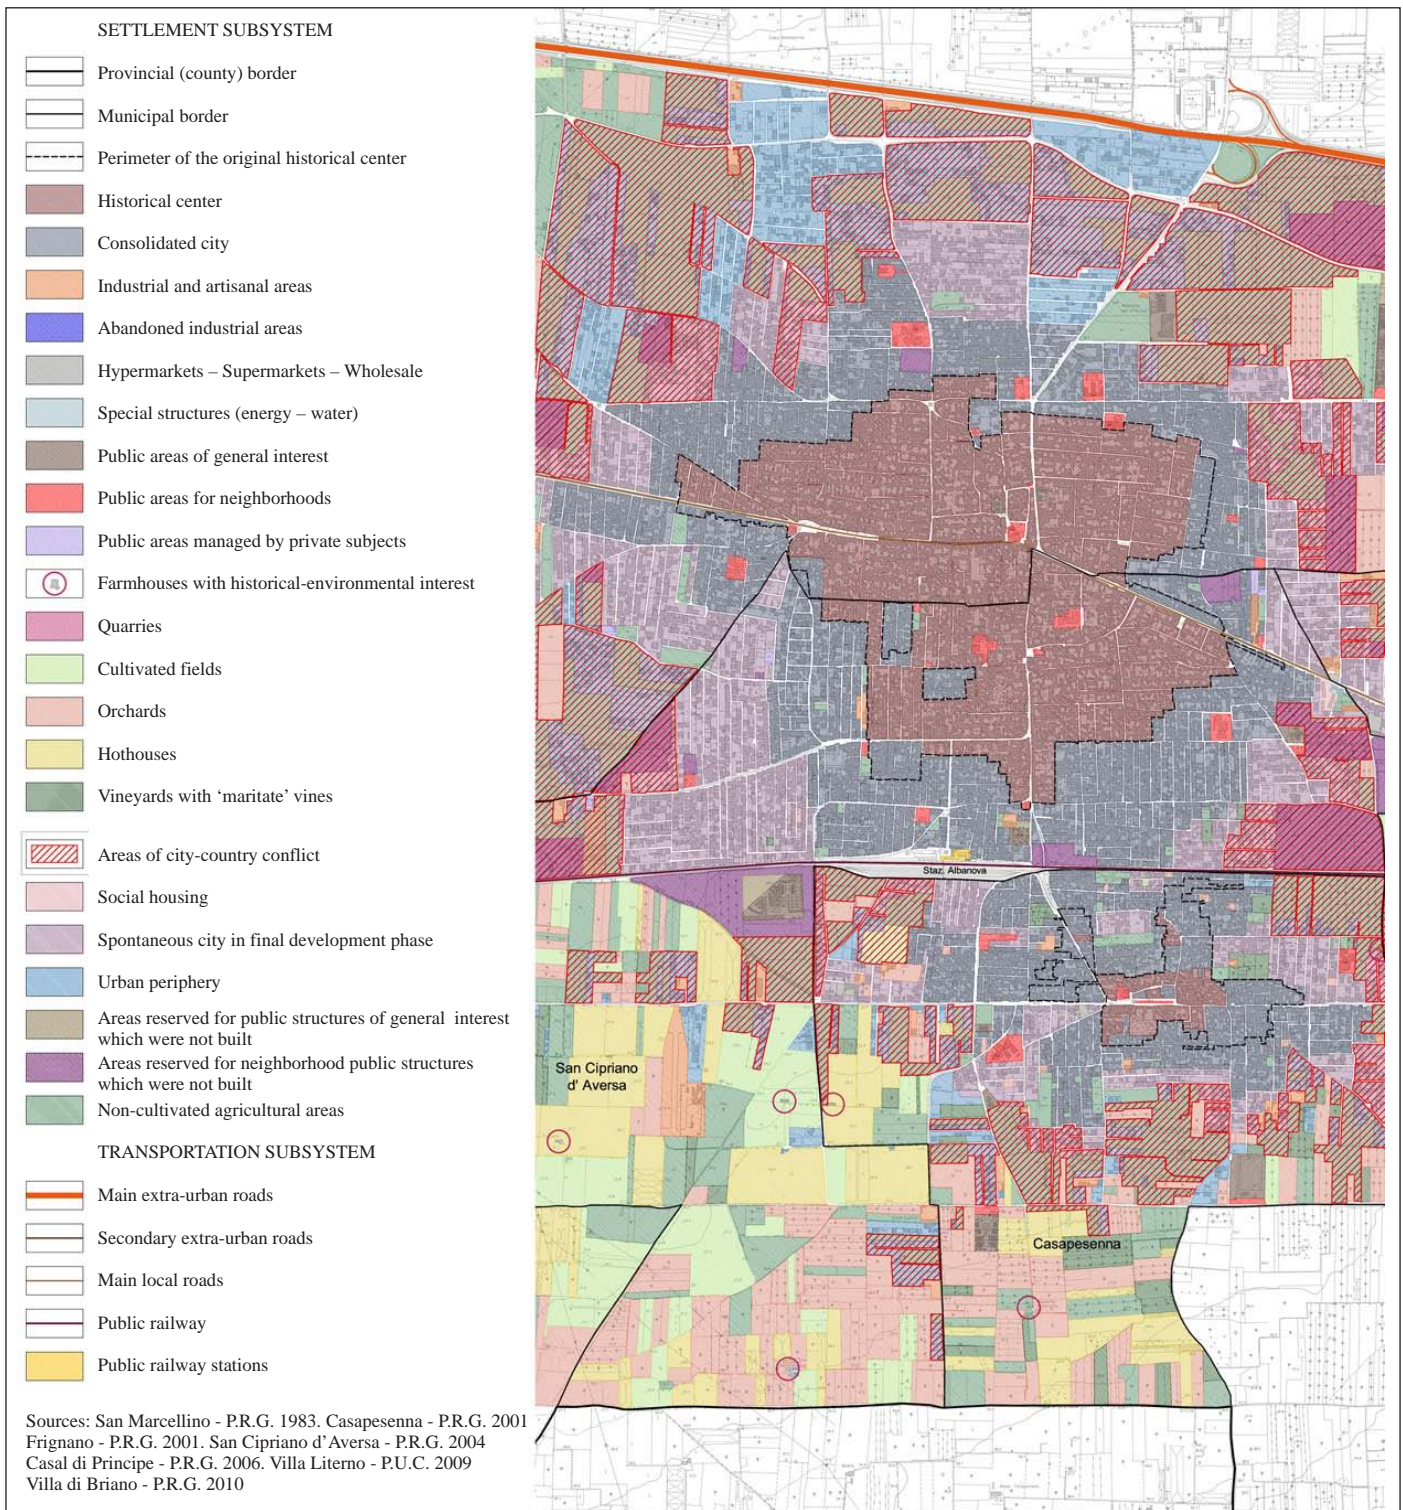 SETTLEMENT SUBSYSTEM
Provincial (county) border
Municipal border
Perimeter of the original historical center
Historical center
Consolidated city
Industrial and artisanal areas
Abandoned industrial areas
Hypermarkets – Supermarkets – Wholesale
Special structures (energy – water)
Public areas of general interest
Public areas for neighborhoods
Public areas managed by private subjects
Farmhouses with historical-environmental interest
Quarries
Cultivated fields
Orchards
Hothouses
Vineyards with ‘maritate’ vines
Areas of city-country conflict
Social housing
Spontaneous city in final development phase
Urban periphery
Areas reserved for public structures of general interest
which were not built
Areas reserved for neighborhood public structures
which were not built
Non-cultivated agricultural areas
TRANSPORTATION SUBSYSTEM
Main extra-urban roads
Secondary extra-urban roads
Main local roads
Public railway
Public railway stations
Sources: San Marcellino - P.R.G. 1983. Casapesenna - P.R.G. 2001
Frignano - P.R.G. 2001. San Cipriano d’Aversa - P.R.G. 2004
Casal di Principe - P.R.G. 2006. Villa Literno - P.U.C. 2009
Villa di Briano - P.R.G. 2010
Staz. Albanova
San Cipriano
d' Aversa
Casapesenna